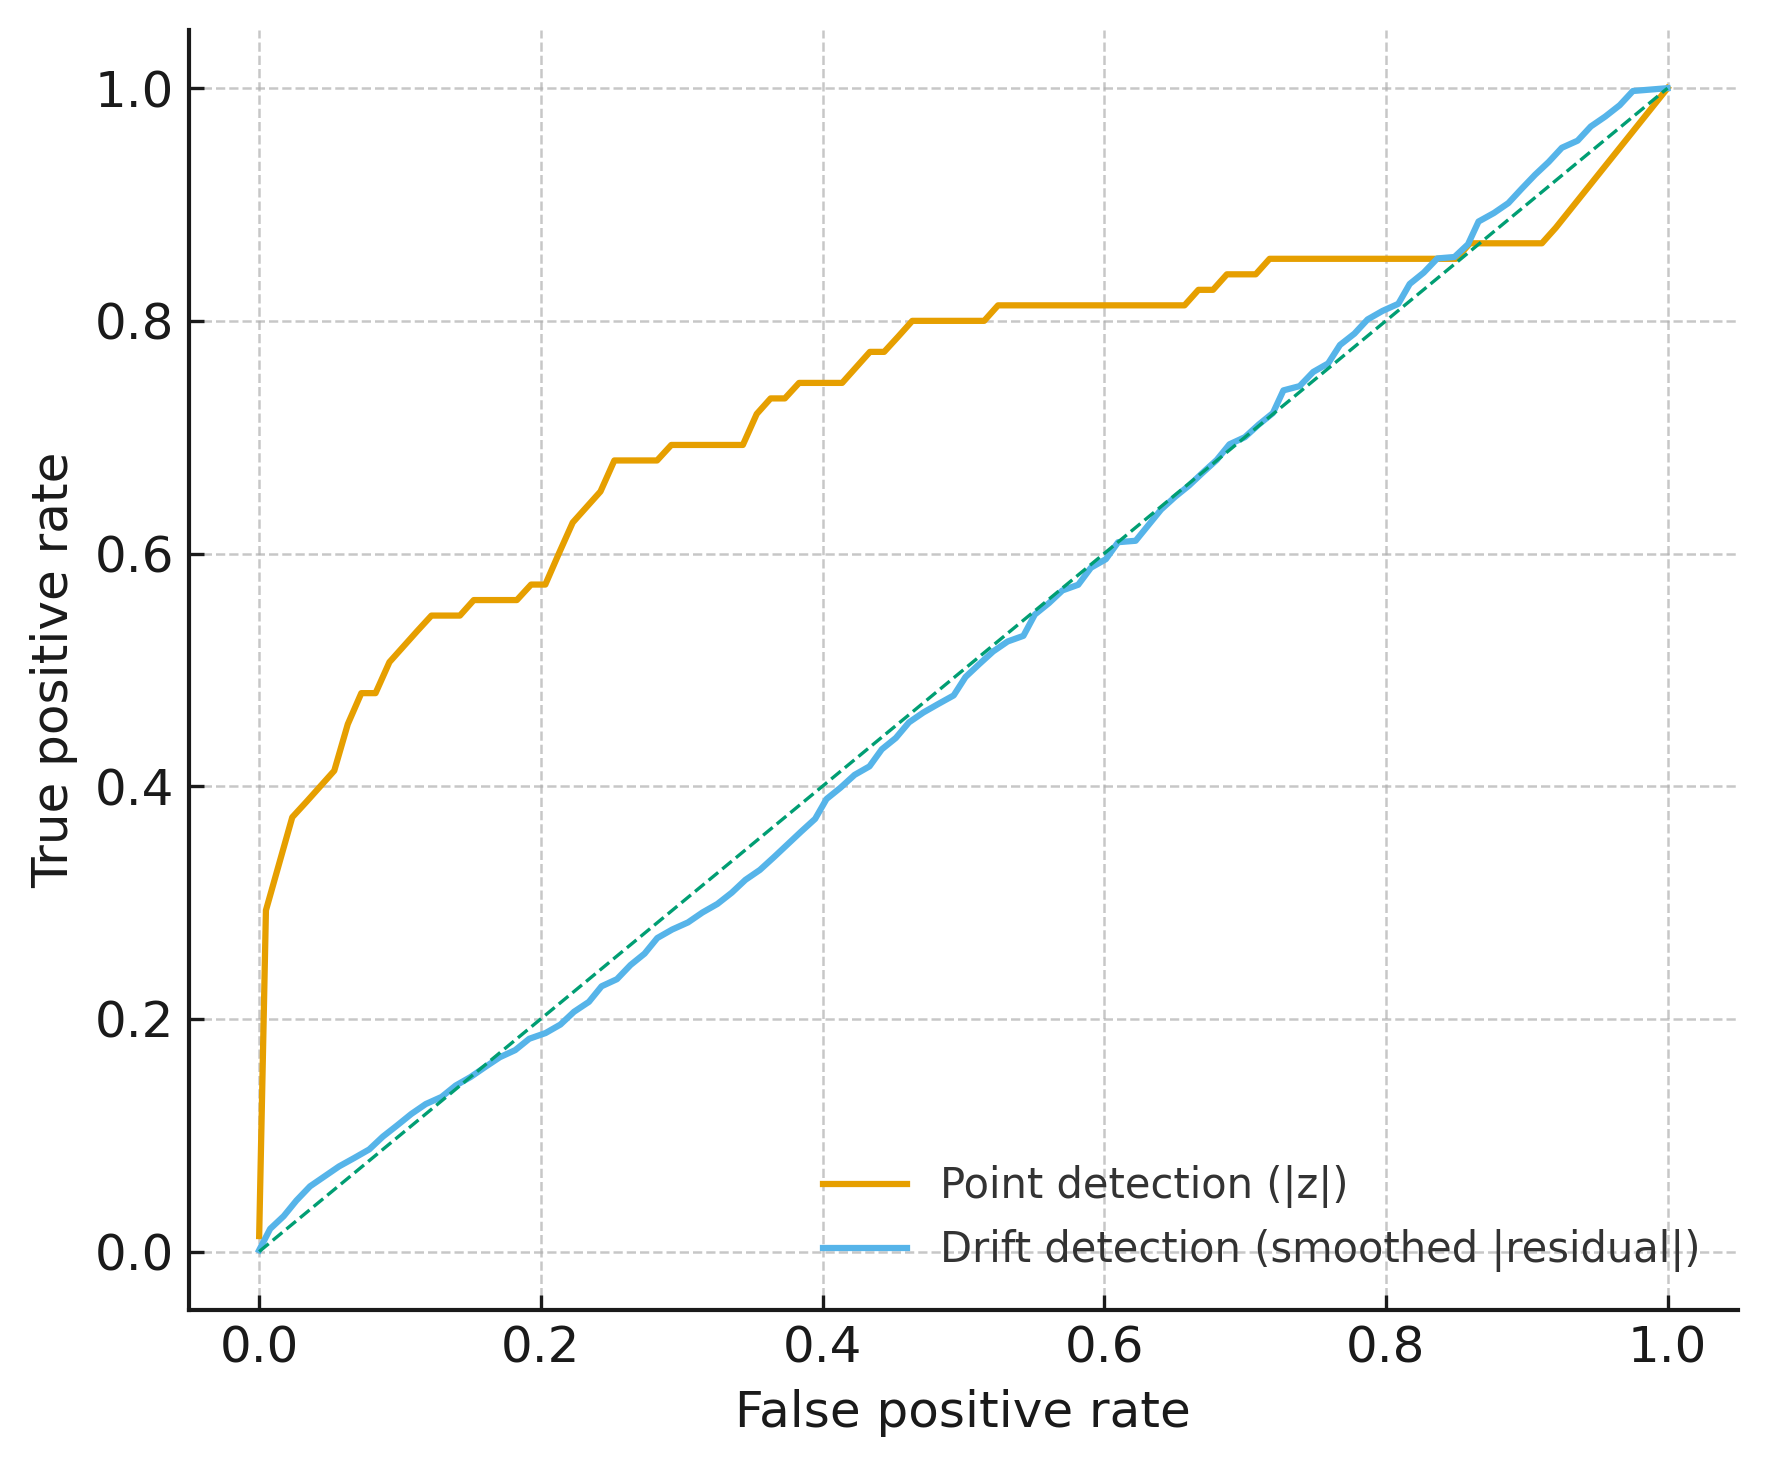 1.0
0.8
0.6
0.4
0.2
0.0
True positive rate
Point detection (|z|)
Drift detection (smoothed |residual|)
0.0 0.2 0.4 0.6 0.8 1.0
False positive rate